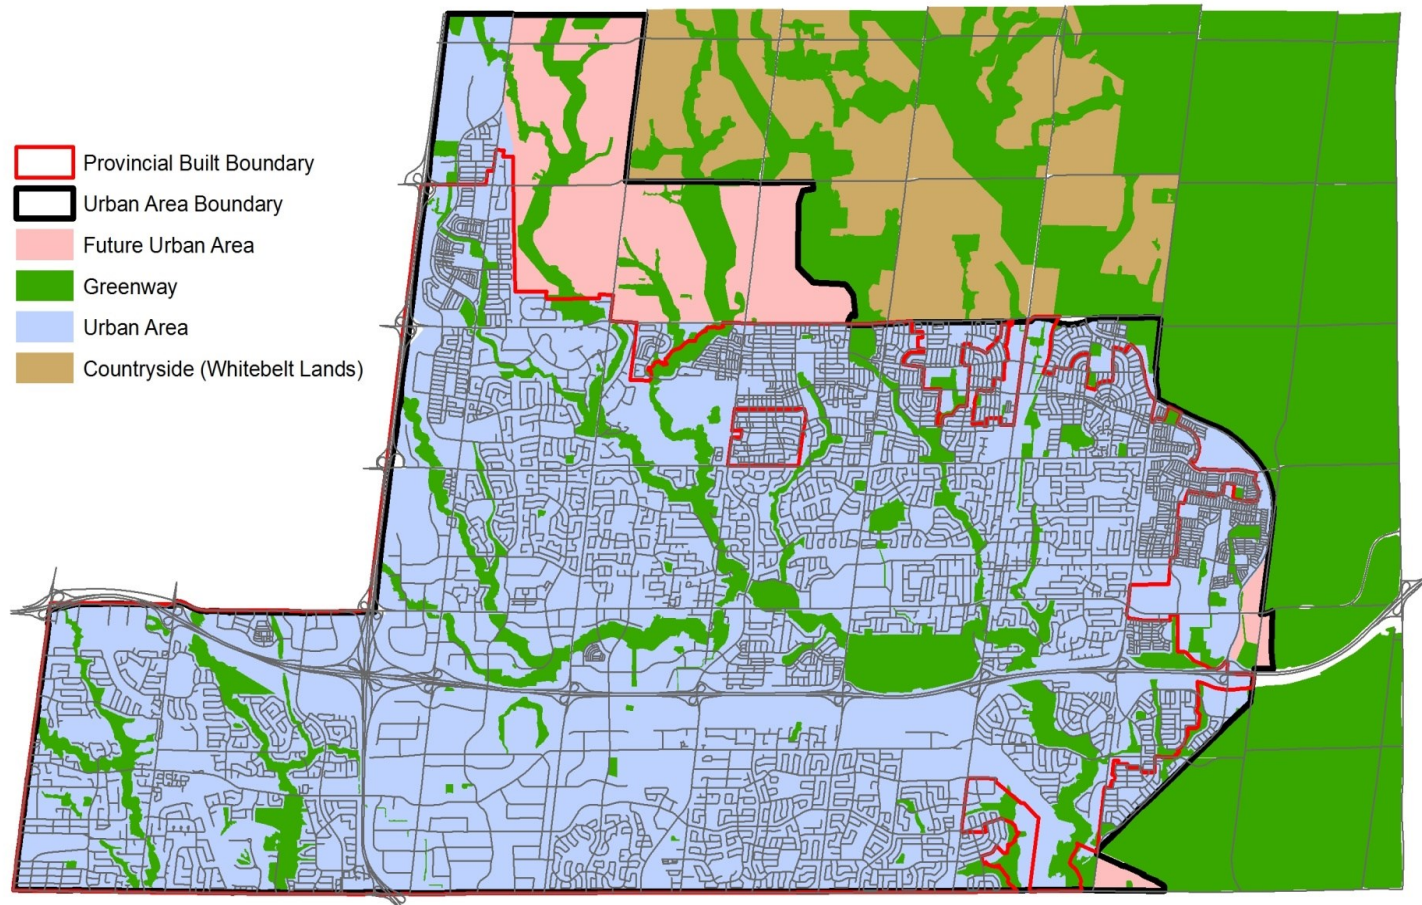 Provincial Built Boundary
Urban Area Boundary
Future Urban Area
Greenway
Urban Area
Countryside (Whitebelt Lands)